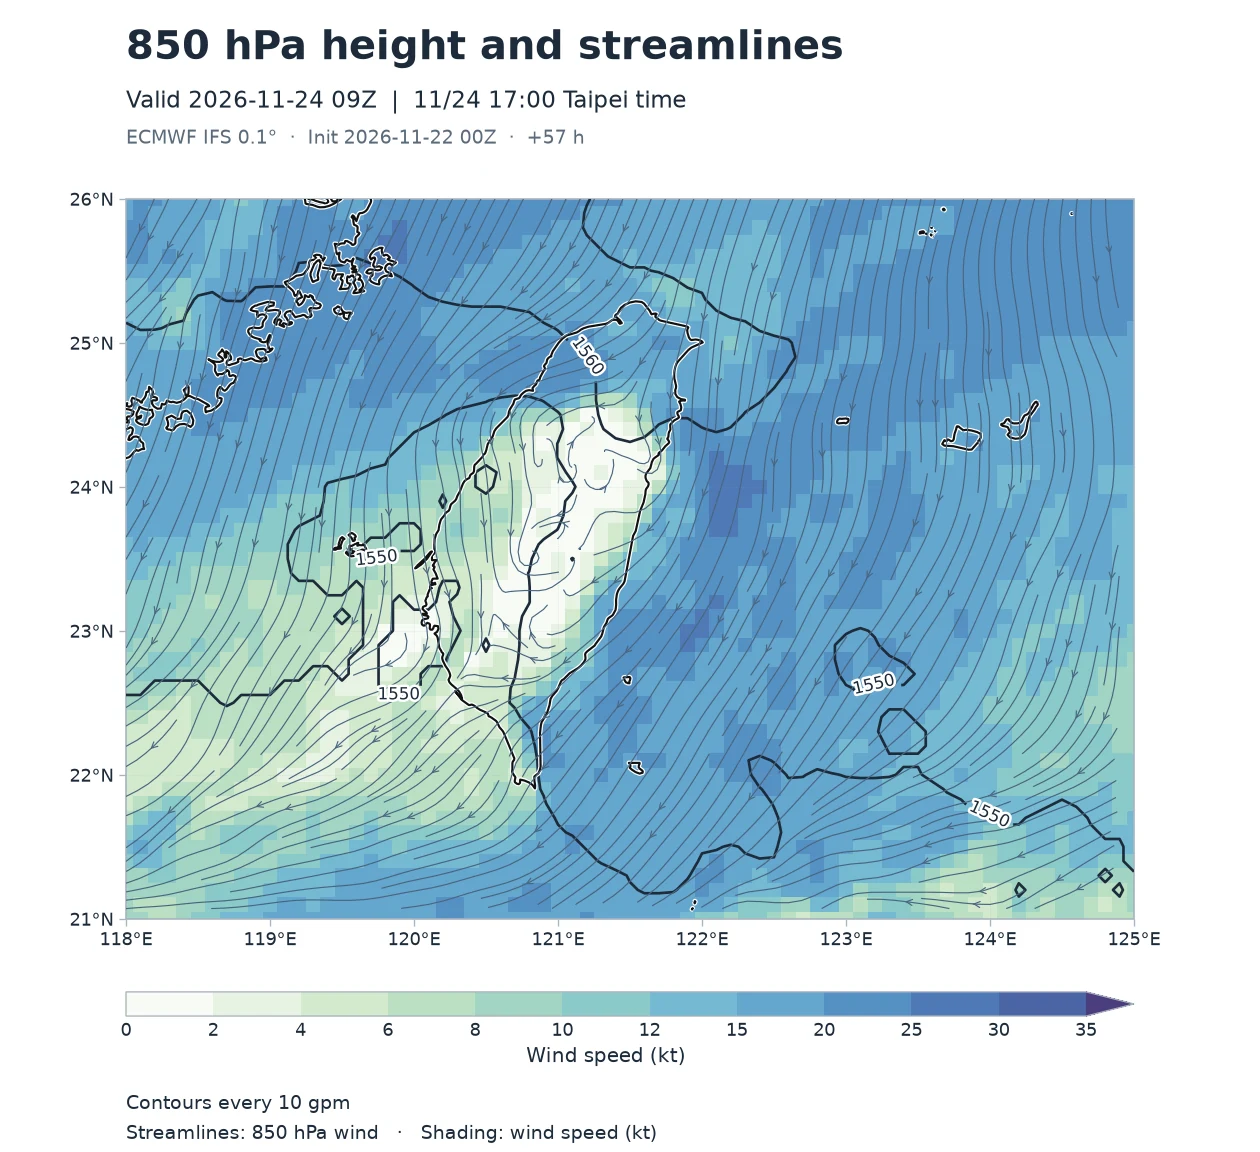 850 hPa height and streamlines
Valid 2026-11-24 09Z | 11/24 17:00 Taipei time
ECMWF IFS 0.1° · Init 2026-11-22 00Z · +57 h
26°N
25°N
24°N
23°N
22°N
21°N
1560
1550
1550
1550
1550
118°E 119°E 120°E 121°E 122°E 123°E 124°E 125°E
0 2 4 6 8 10 12 15 20 25 30 35
Wind speed (kt)
Contours every 10 gpm
Streamlines: 850 hPa wind · Shading: wind speed (kt)